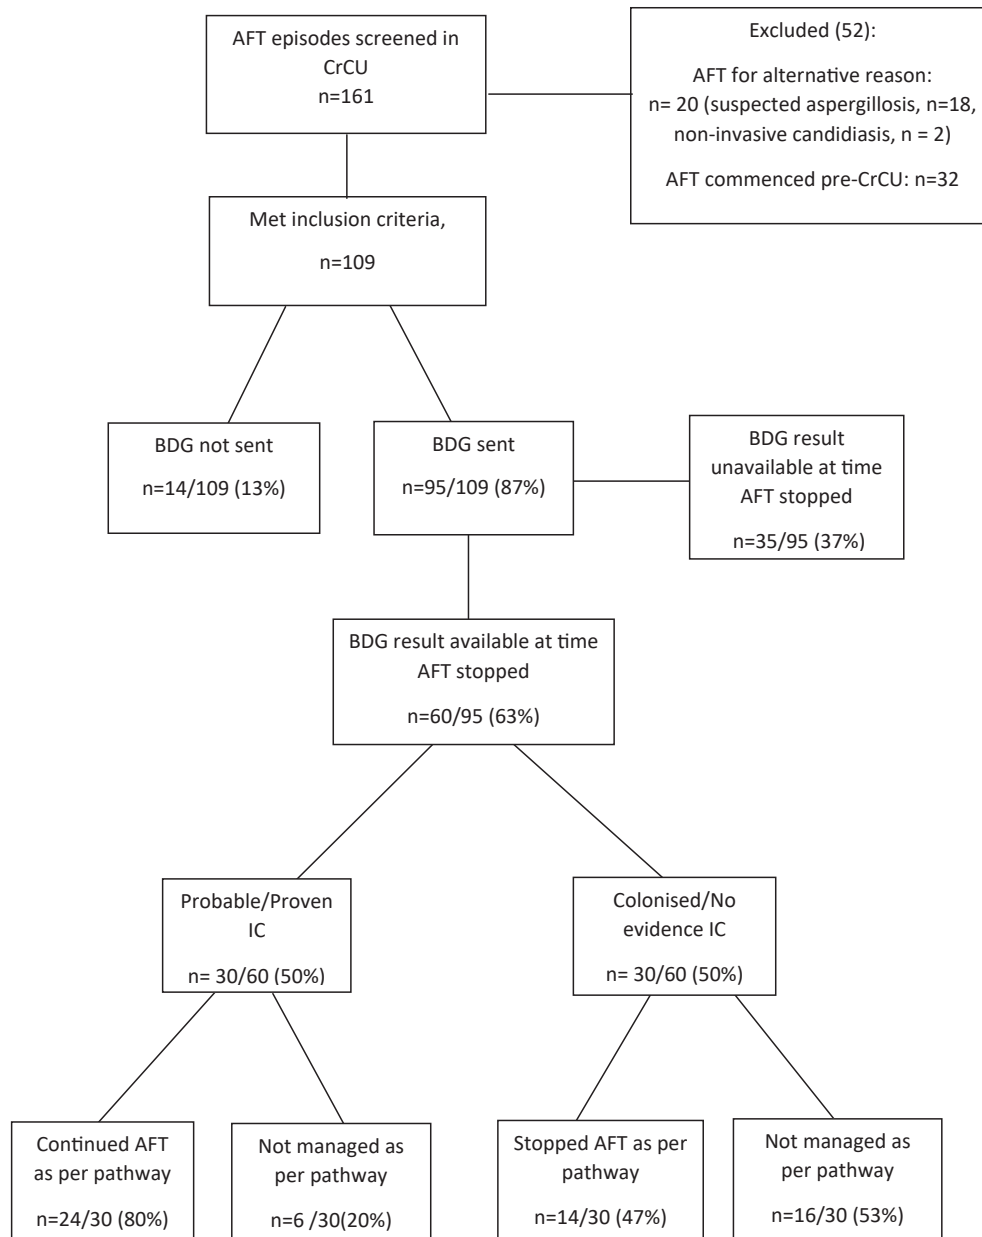 AFT episodes screened in
CrCU
n=161
Excluded (52):
AFT for alternative reason:
n= 20 (suspected aspergillosis, n=18,
non-invasive candidiasis, n = 2)
AFT commenced pre-CrCU: n=32
Met inclusion criteria,
n=109
BDG not sent
n=14/109 (13%)
BDG sent
n=95/109 (87%)
BDG result
unavailable at time
AFT stopped
n=35/95 (37%)
BDG result available at time
AFT stopped
n=60/95 (63%)
Probable/Proven
IC
n= 30/60 (50%)
Colonised/No
evidence IC
n= 30/60 (50%)
Continued AFT
as per pathway
n=24/30 (80%)
Not managed as
per pathway
n=6 /30(20%)
Stopped AFT as per
pathway
n=14/30 (47%)
Not managed as
per pathway
n=16/30 (53%)